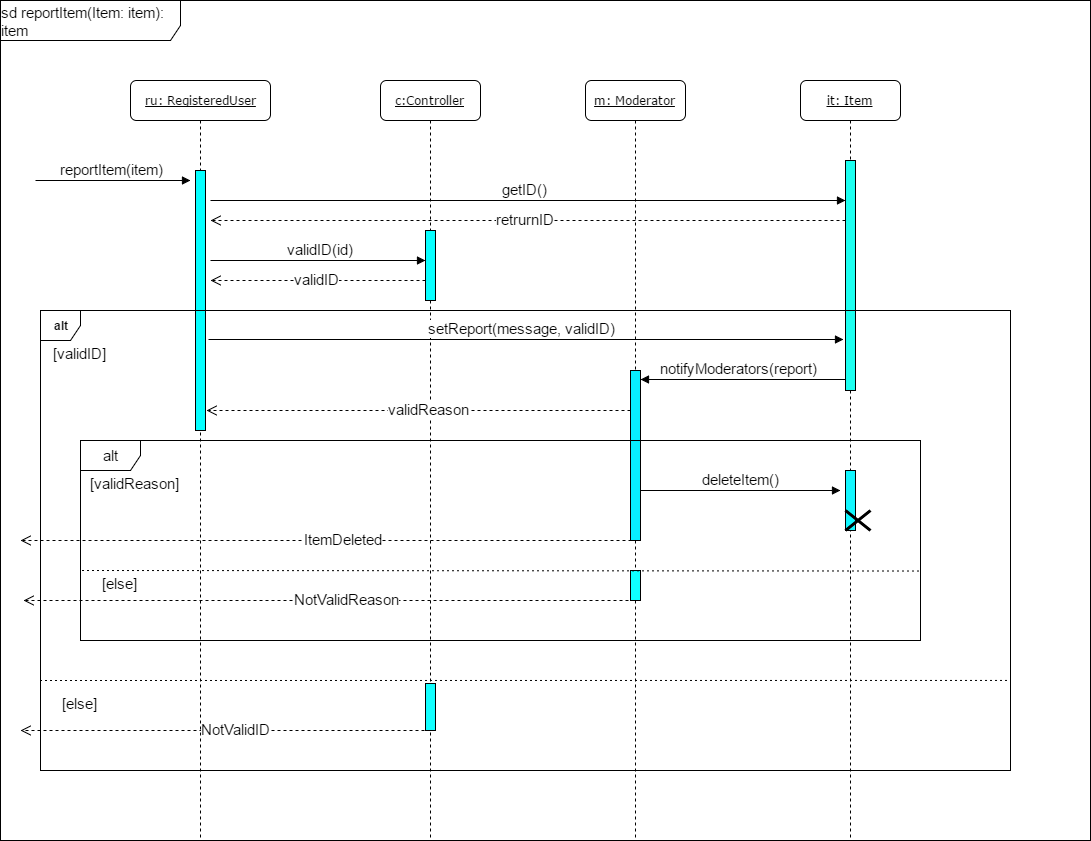 sd reportItem(Item: item):
item
ru: RegisteredUser
c:Controller
m: Moderator
it: Item
reportItem(item)
getID()
retrurnID
validID(id)
validID
alt
setReport(message, validID)
[validID]
notifyModerators(report)
validReason
alt
[validReason]
deleteItem()
ItemDeleted
[else]
NotValidReason
[else]
NotValidID